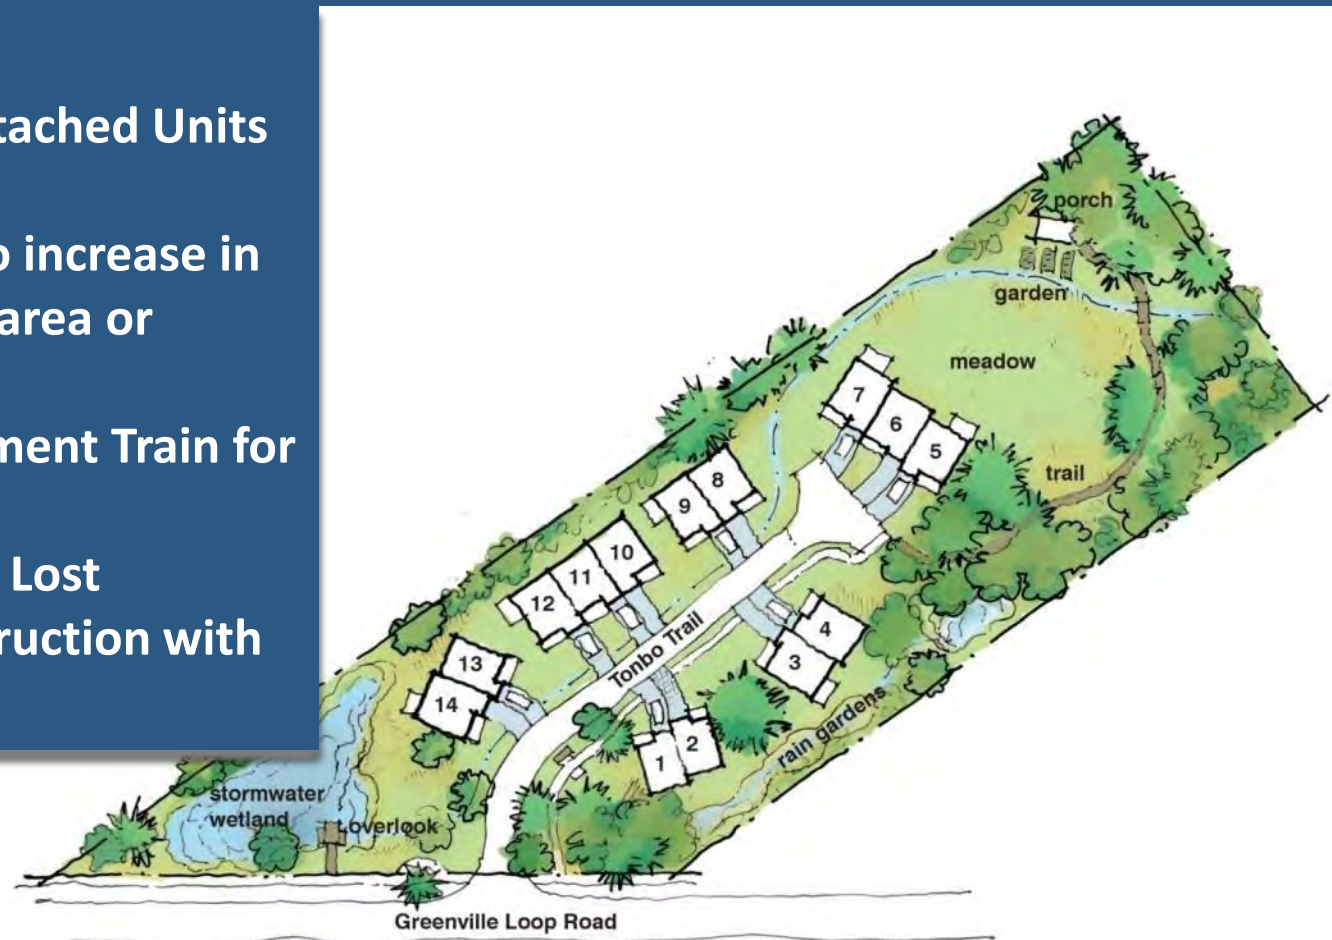 tached Units
increase in
area or
ment Train for
Lost
ruction with
porch
garden
meadow
7
6
5
trail
8
9
10
11
12
Tonbo Trail
4
3
13
14
2
1
rain gardens
stormwater
wetland
overlook
Greenville Loop Road